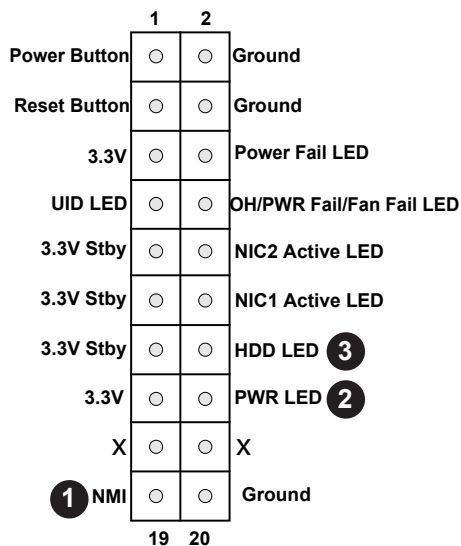 1 2
Power Button Ground
Reset Button Ground
3.3V Power Fail LED
UID LED OH/PWR Fail/Fan Fail LED
3.3V Stby NIC2 Active LED
3.3V Stby NIC1 Active LED
3.3V Stby HDD LED 3
3.3V PWR LED 2
X X
1 NMI Ground
19 20